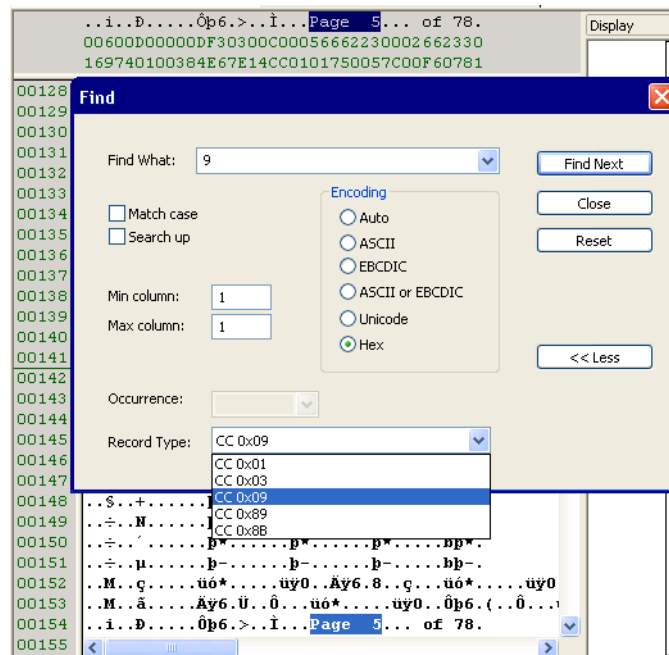 ..i..Ð.....Ôþ6.>..Ì...Page  5... of 78.
Display
00600D00000DF30300C0005666622300026623330
169740100384E67E14CC0101750057C00F60781
00128
Find
00129
00130
00131
Find What: 9
Find Next
00132
00133
Encoding
Close
00134
Match case
Auto
00135
Search up
ASCII
Reset
00136
EBCDIC
00137
00138
Min column: 1
ASCII or EBCDIC
00139
Max column: 1
Unicode
00140
Hex
00141
<< Less
00142
00143
Occurrence:
00144
00145
Record Type: CC 0x09
00146
CC 0x01
00147
CC 0x03
CC 0x09
00148
..§..+......
CC 0x89
00149
..÷..N......
CC 0x8B
00150
..÷..´......þ*......þ*......þ*......þþ*.
00151
..÷..µ......þ-......þ-......þ-......þþ-.
00152
..M..ç.....üó*.....üÿ0..Äÿ6.8..ç...üó*.....üÿ0
00153
..M..ã.....Äÿ6.Ü..Ô...üó*.....üÿ0..Ôþ6.(..Ô...
00154
..i..Ð.....Ôþ6.>..Ì...Page  5... of 78.
00155